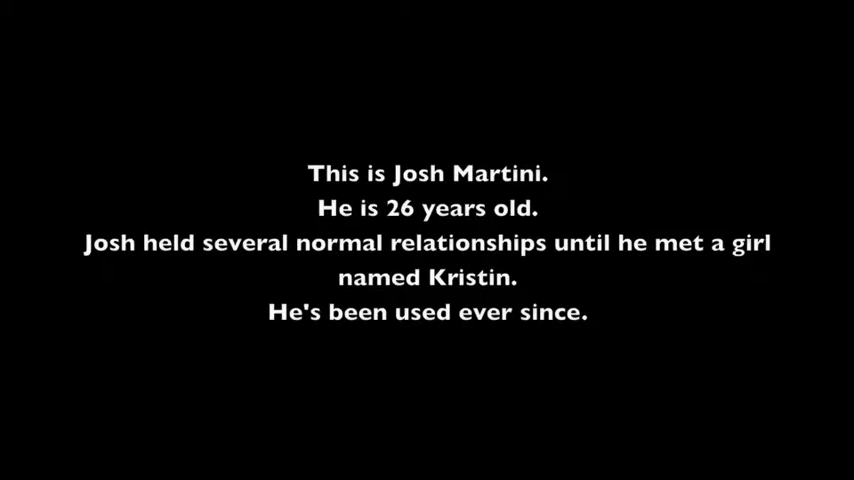 This is Josh Martini.
He is 26 years old.
Josh held several normal relationships until he met a girl
named Kristin.
He's been used ever since.